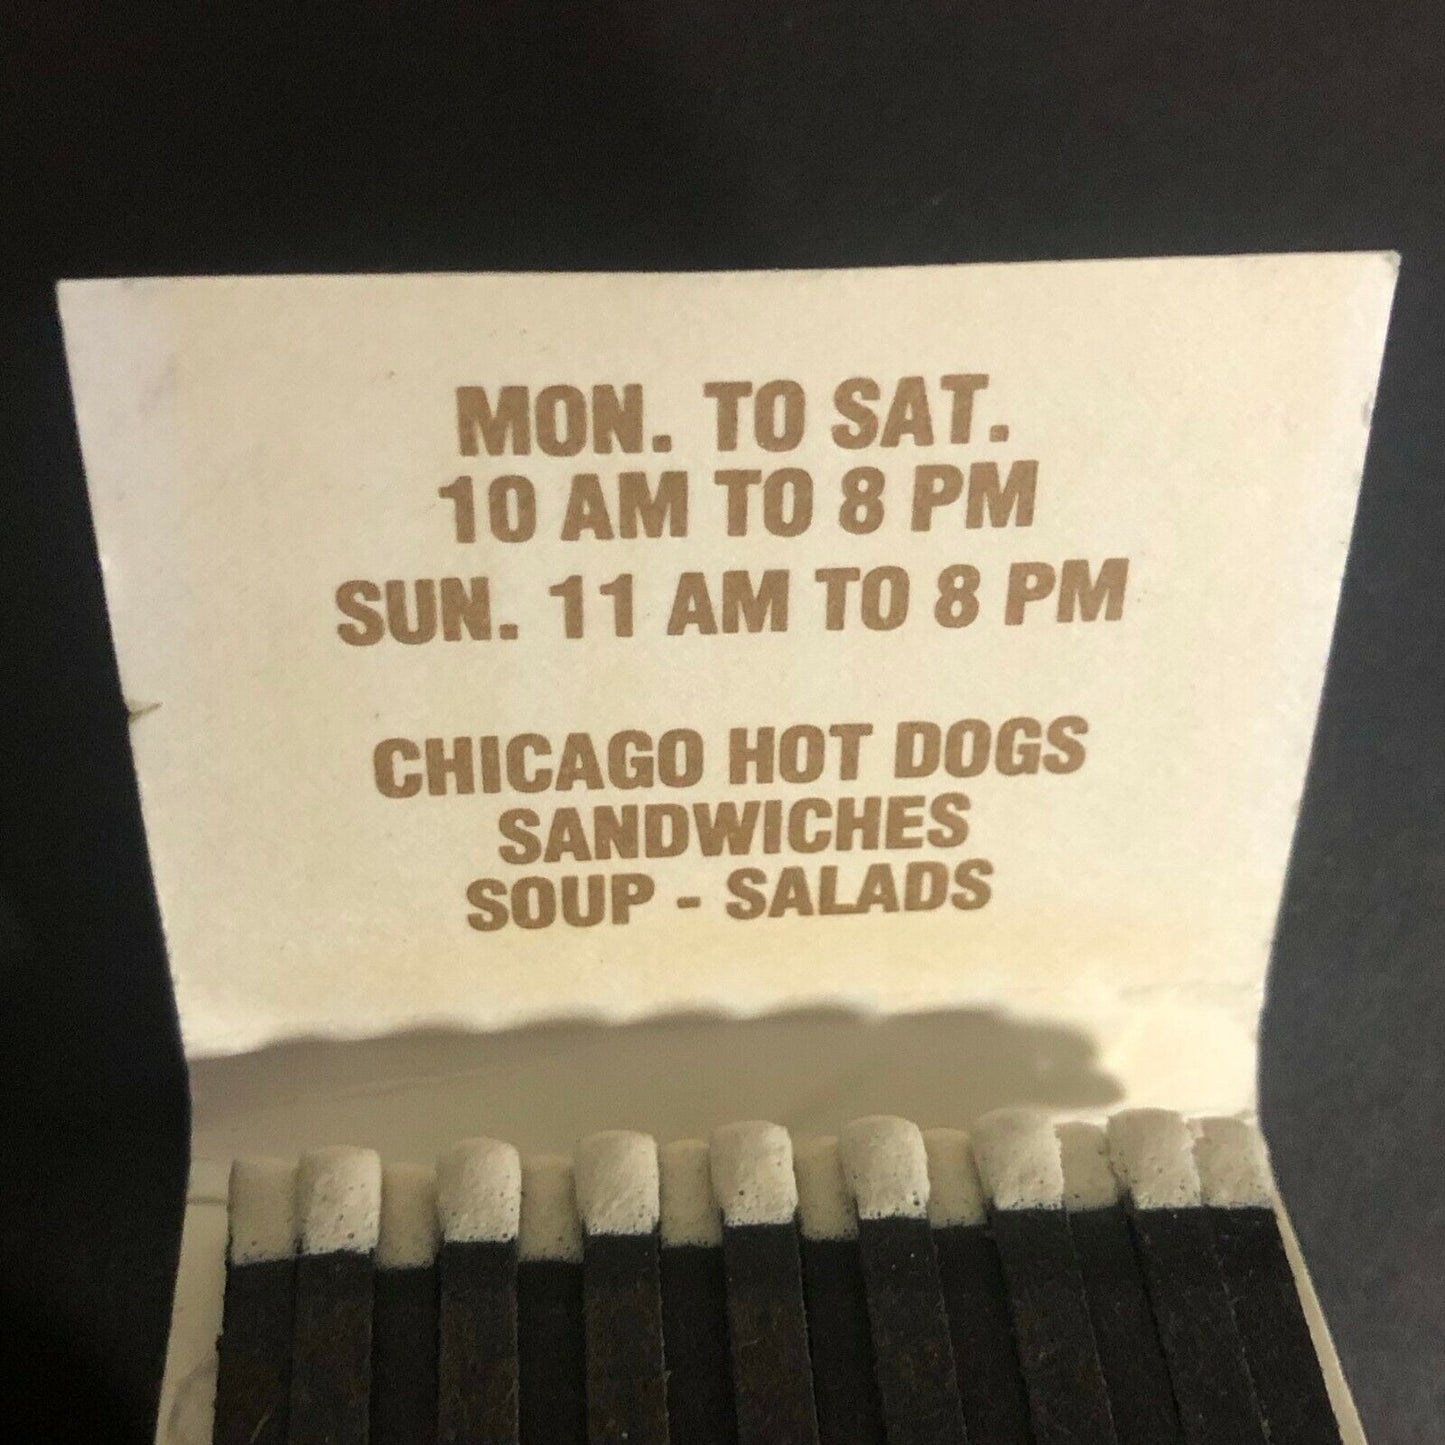 MON. TO SAT.
10 AM TO 8 PM
SUN. 11 AM TO 8 PM
CHICAGO HOT DOGS
SANDWICHES
SOUP - SALADS